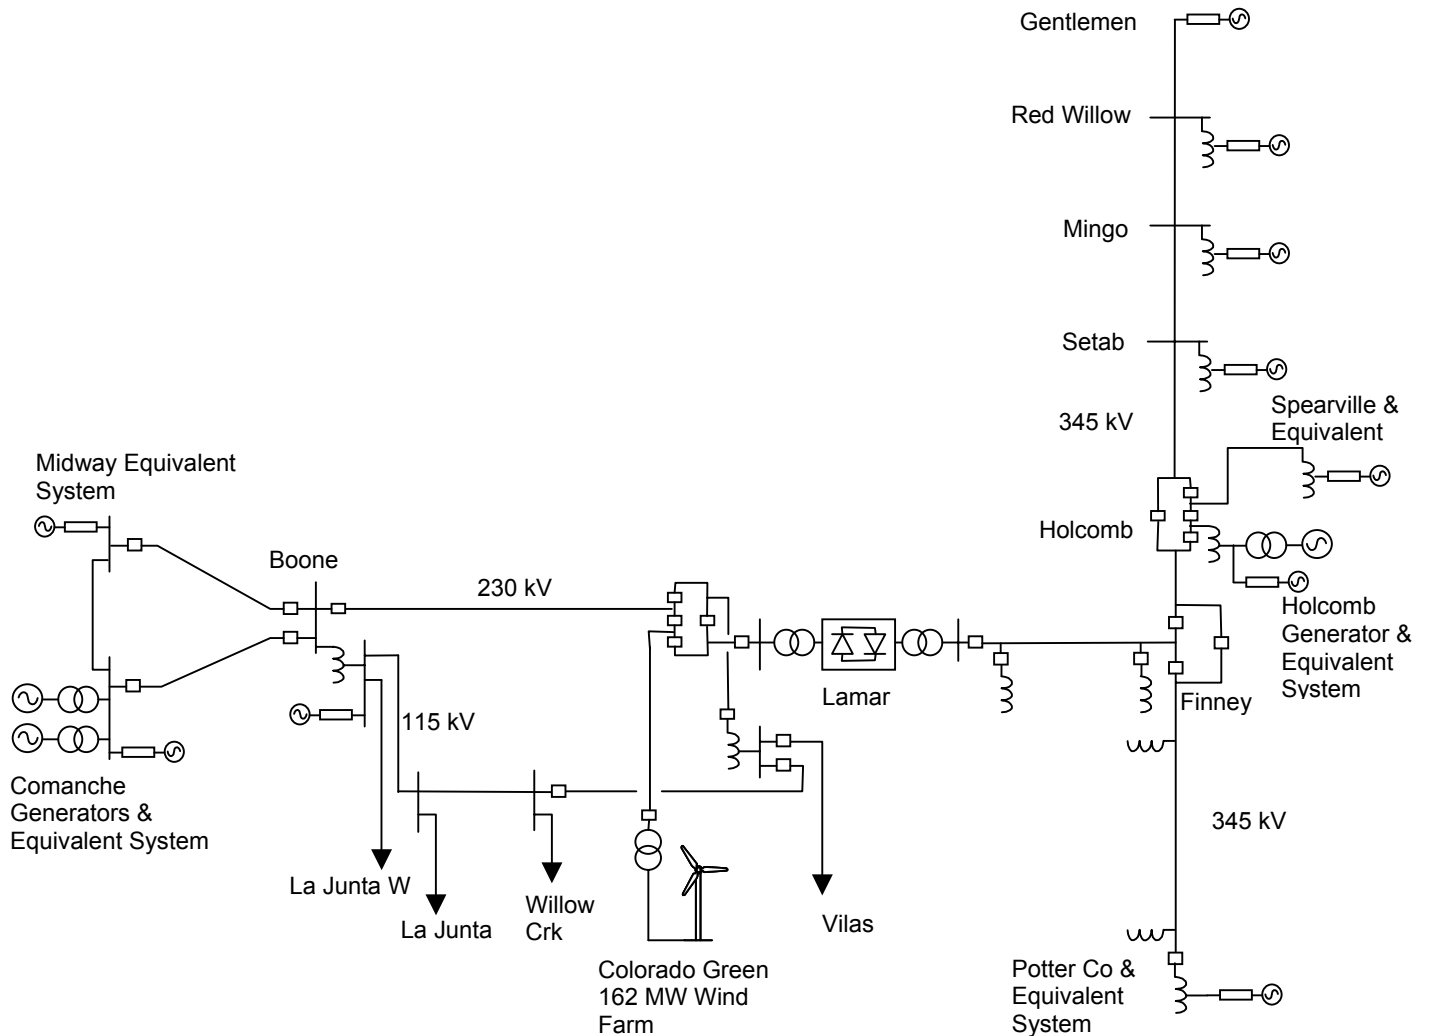 Gentlemen
Red Willow
Mingo
Setab
345 kV
Spearville &
Equivalent
Midway Equivalent
System
Holcomb
Boone
230 kV
Holcomb
Generator &
Equivalent
System
Lamar
Finney
115 kV
Comanche
Generators &
Equivalent System
345 kV
La Junta W
La Junta
Willow
Crk
Vilas
Colorado Green
162 MW Wind
Farm
Potter Co &
Equivalent
System